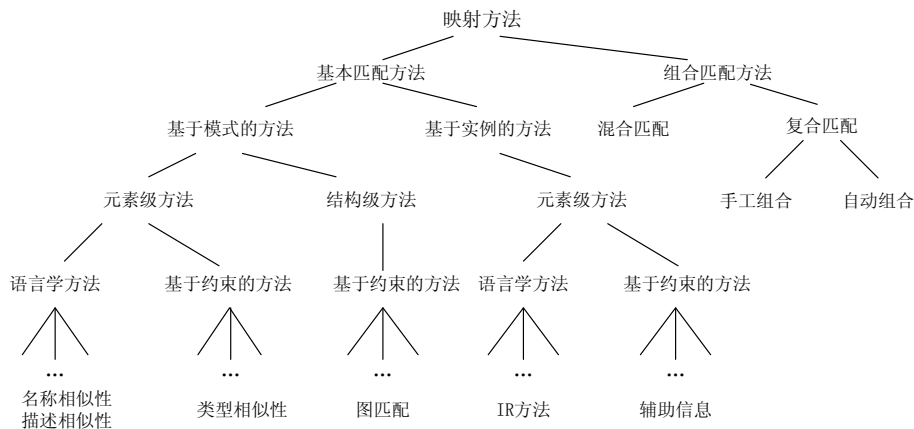 映射方法
基本匹配方法
组合匹配方法
基于模式的方法
基于实例的方法
混合匹配
复合匹配
元素级方法
结构级方法
元素级方法
手工组合
自动组合
语言学方法
基于约束的方法
基于约束的方法
语言学方法
基于约束的方法
...
...
...
...
...
名称相似性
描述相似性
类型相似性
图匹配
IR方法
辅助信息